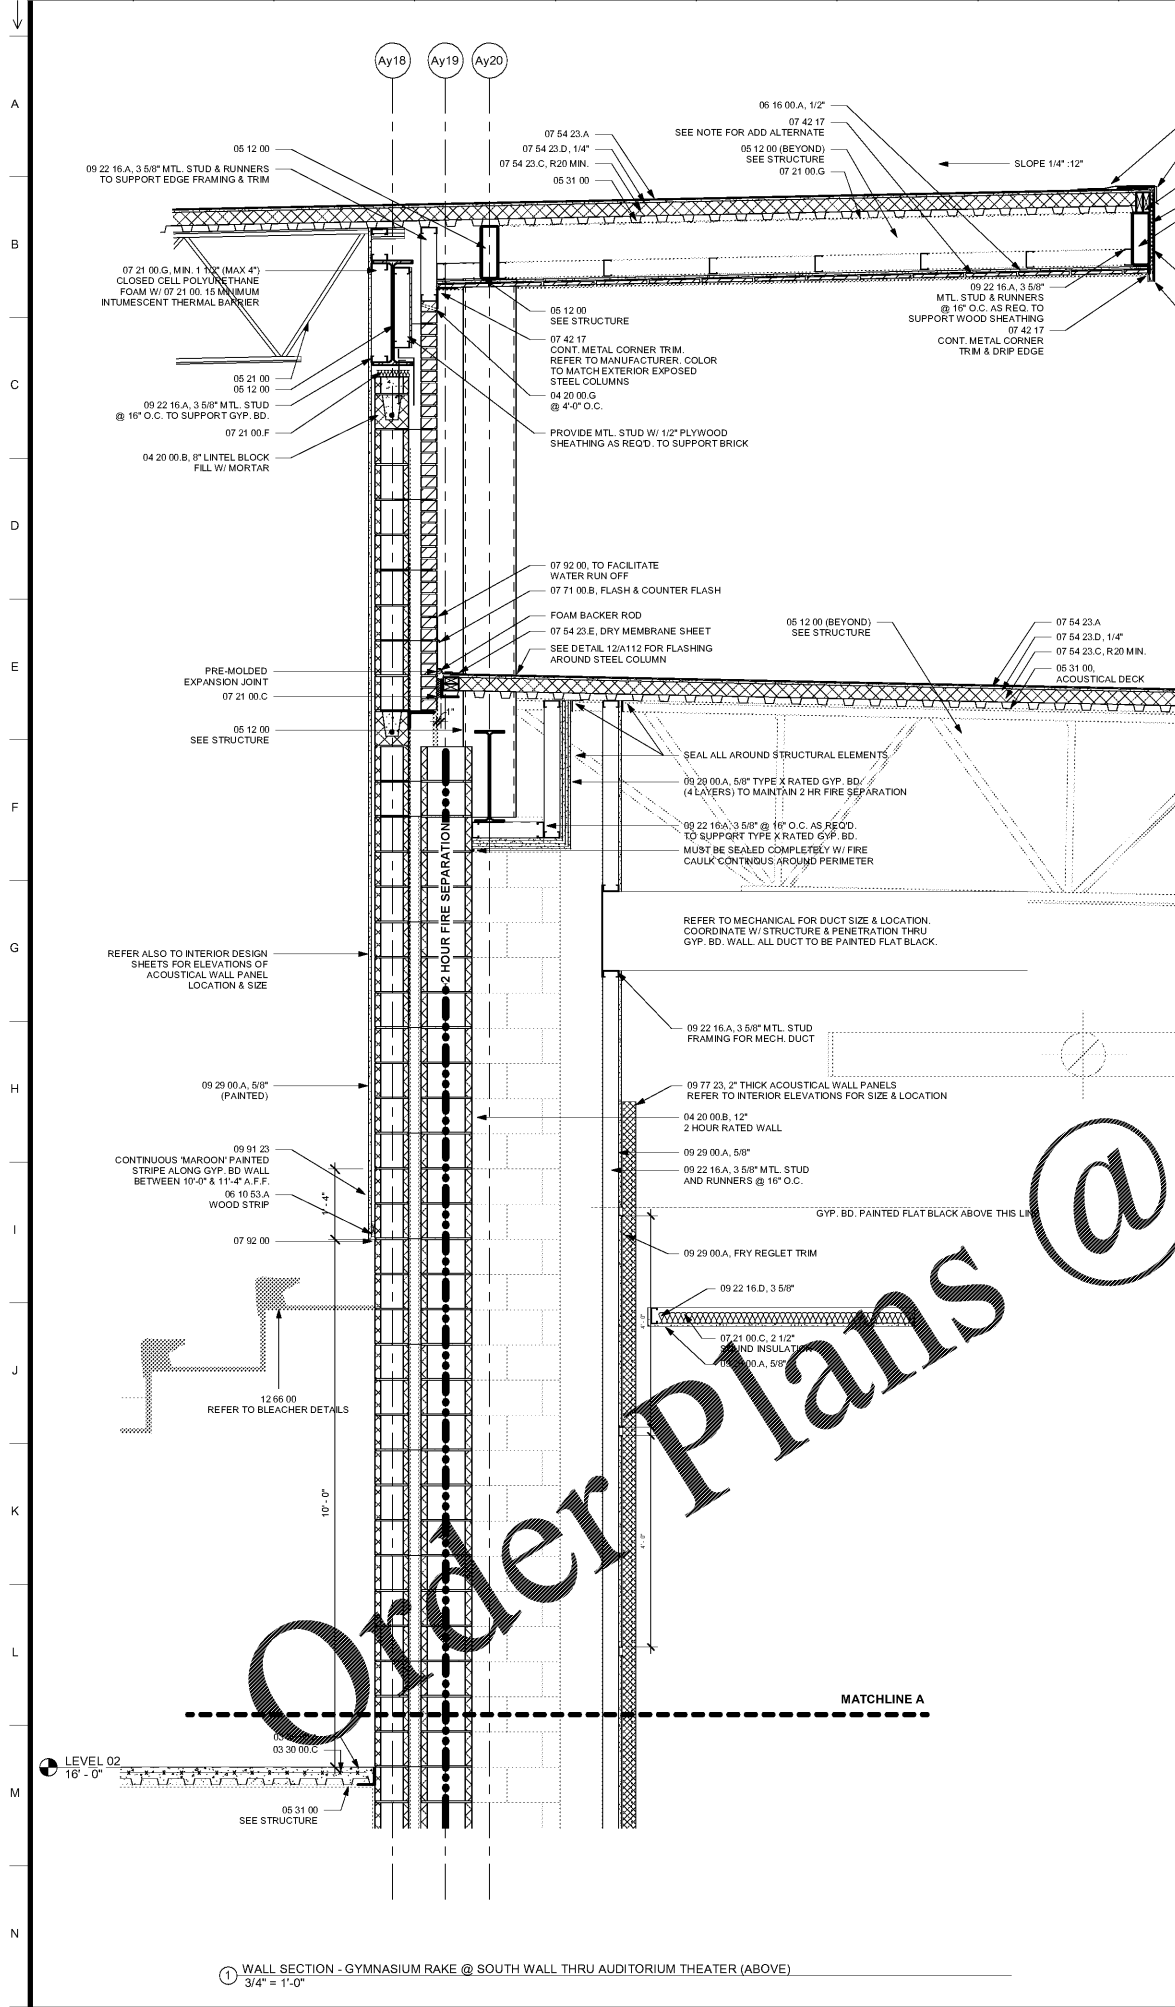 Ay18
Ay19
Ay20
A
B
C
D
E
F
G
H
I
J
K
L
M
N
05 12 00
09 22 16.A, 3 5/8" MTL. STUD & RUNNERS
TO SUPPORT EDGE FRAMING & TRIM
07 54 23.A
07 54 23.D, 1/4"
07 54 23.C, R20 MIN.
05 31 00
06 16 00.A, 1/2"
07 42 17
SEE NOTE FOR ADD ALTERNATE
05 12 00 (BEYOND)
SEE STRUCTURE
07 21 00.G
SLOPE 1/4" :12"
07 21 00.G, MIN. 1 1/2" (MAX 4")
CLOSED CELL POLYURETHANE
FOAM W/ 07 21 00. 15 MINIMUM
INTUMESCENT THERMAL BARRIER
05 21 00
05 12 00
09 22 16.A, 3 5/8" MTL. STUD
@ 16" O.C. TO SUPPORT GYP. BD.
07 21 00.F
04 20 00.B, 8" LINTEL BLOCK
FILL W/ MORTAR
05 12 00
SEE STRUCTURE
07 42 17
CONT. METAL CORNER TRIM.
REFER TO MANUFACTURER. COLOR
TO MATCH EXTERIOR EXPOSED
STEEL COLUMNS
04 20 00.G
@ 4'-0" O.C.
PROVIDE MTL. STUD W/ 1/2" PLYWOOD
SHEATHING AS REQ'D. TO SUPPORT BRICK
09 22 16.A, 3 5/8"
MTL. STUD & RUNNERS
@ 16" O.C. AS REQ. TO
SUPPORT WOOD SHEATHING
07 42 17
CONT. METAL CORNER
TRIM & DRIP EDGE
07 92 00, TO FACILITATE
WATER RUN OFF
07 71 00.B, FLASH & COUNTER FLASH
FOAM BACKER ROD
07 54 23.E, DRY MEMBRANE SHEET
SEE DETAIL 12/A112 FOR FLASHING
AROUND STEEL COLUMN
05 12 00 (BEYOND)
SEE STRUCTURE
07 54 23.A
07 54 23.D, 1/4"
07 54 23.C, R20 MIN.
05 31 00,
ACOUSTICAL DECK
PRE-MOLDED
EXPANSION JOINT
07 21 00.C
05 12 00
SEE STRUCTURE
1"
SEAL ALL AROUND STRUCTURAL ELEMENTS
09 29 00.A, 5/8" TYPE X RATED GYP. BD.
(4 LAYERS) TO MAINTAIN 2 HR FIRE SEPARATION
09 22 16.A, 3 5/8" @ 16" O.C. AS REQ'D.
TO SUPPORT TYPE X RATED GYP. BD.
MUST BE SEALED COMPLETELY W/ FIRE
CAULK CONTINOUS AROUND PERIMETER
2 HOUR FIRE SEPARATION
REFER TO MECHANICAL FOR DUCT SIZE & LOCATION.
COORDINATE W/ STRUCTURE & PENETRATION THRU
GYP. BD. WALL. ALL DUCT TO BE PAINTED FLAT BLACK.
REFER ALSO TO INTERIOR DESIGN
SHEETS FOR ELEVATIONS OF
ACOUSTICAL WALL PANEL
LOCATION & SIZE
09 22 16.A, 3 5/8" MTL. STUD
FRAMING FOR MECH. DUCT
09 29 00.A, 5/8"
(PAINTED)
09 77 23, 2" THICK ACOUSTICAL WALL PANELS
REFER TO INTERIOR ELEVATIONS FOR SIZE & LOCATION
04 20 00.B, 12"
2 HOUR RATED WALL
09 29 00.A, 5/8"
09 22 16.A, 3 5/8" MTL. STUD
AND RUNNERS @ 16" O.C.
09 91 23
CONTINUOUS 'MAROON' PAINTED
STRIPE ALONG GYP. BD WALL
BETWEEN 10'-0" & 11'-4" A.F.F.
06 10 53.A
WOOD STRIP
07 92 00
1' - 4"
GYP. BD. PAINTED FLAT BLACK ABOVE THIS LIN
09 29 00.A, FRY REGLET TRIM
09 22 16.D, 3 5/8"
07 21 00.C, 2 1/2"
SOUND INSULATION
09 29 00.A, 5/8"
4' - 0"
4' - 0"
12 66 00
REFER TO BLEACHER DETAILS
10' - 0"
Order Plans @
MATCHLINE A
03 30 00.C
LEVEL 02
16' - 0"
05 31 00
SEE STRUCTURE
1
WALL SECTION - GYMNASIUM RAKE @ SOUTH WALL THRU AUDITORIUM THEATER (ABOVE)
3/4" = 1'-0"